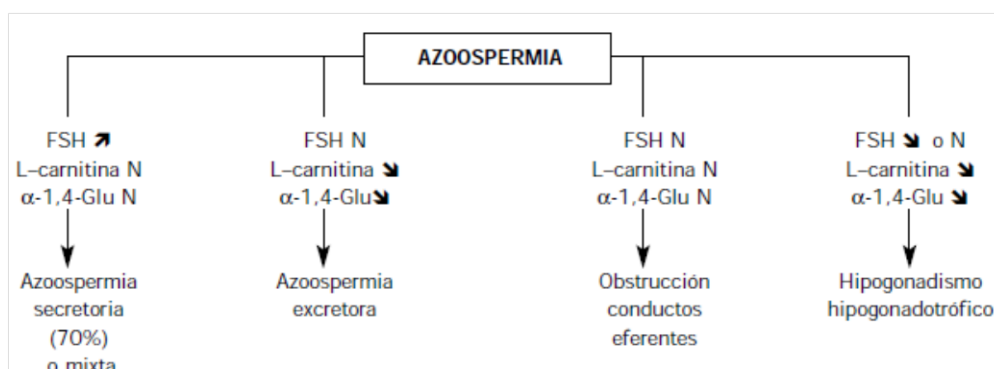 AZOOSPERMIA
FSH ↗
L–carnitina N
α-1,4-Glu N
Azoospermia
secretoria
(70%)
o mixta
FSH N
L–carnitina ↘
α-1,4-Glu↘
Azoospermia
excretora
FSH N
L–carnitina N
α-1,4-Glu N
Obstrucción
conductos
eferentes
FSH ↘ o N
L–carnitina ↘
α-1,4-Glu ↘
Hipogonadismo
hipogonadotrófico